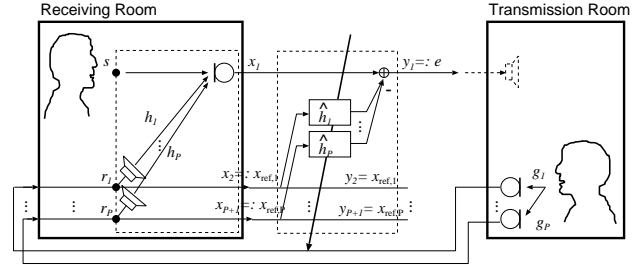 Receiving Room
Transmission Room
s
x1
y1=: e
-
h1
ĥ1
hP
ĥP
r1
x2=: xref,1
y2= xref,1
g1
rP
xP+1=: xref,P
yP+1= xref,P
gP